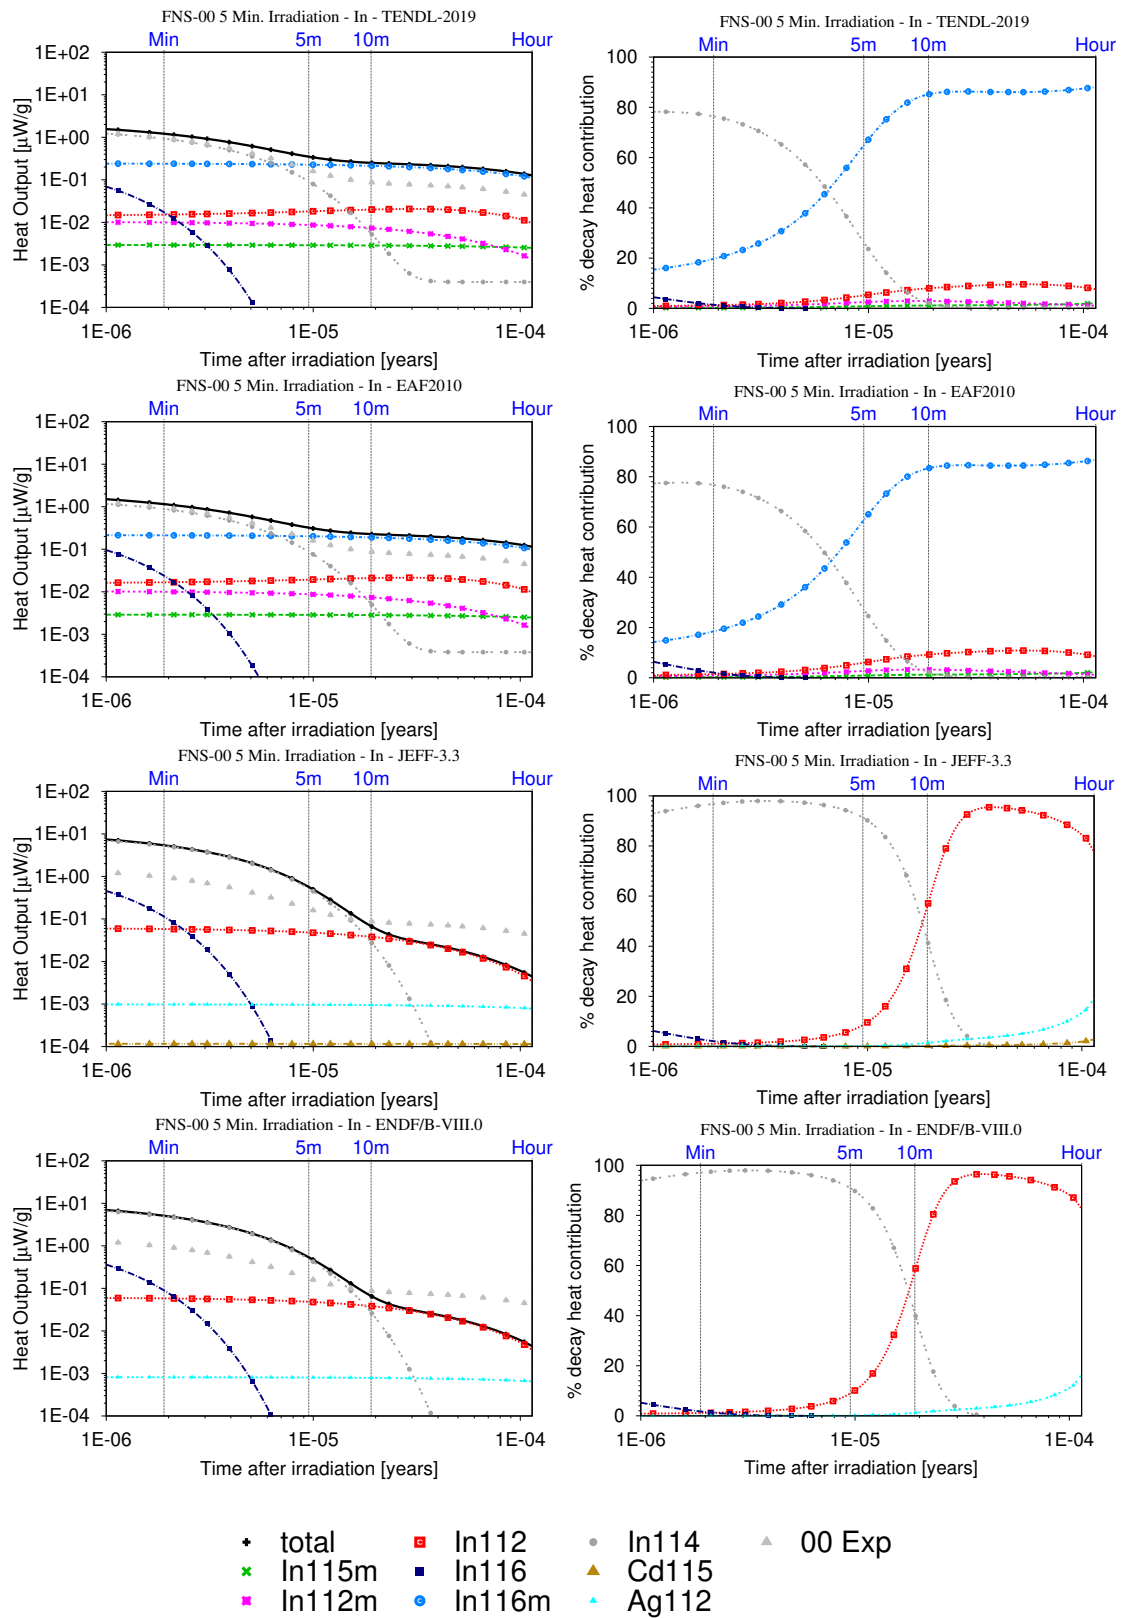 FNS-00 5 Min. Irradiation - In - TENDL-2019
Min 5m 10m Hour
1E+02
1E+01
1E+00
1E-01
1E-02
1E-03
1E-04
Heat Output [µW/g]
1E-06 1E-05 1E-04
Time after irradiation [years]
FNS-00 5 Min. Irradiation - In - TENDL-2019
Min 5m 10m Hour
100
80
60
40
20
0
% decay heat contribution
1E-06 1E-05 1E-04
Time after irradiation [years]
FNS-00 5 Min. Irradiation - In - EAF2010
Min 5m 10m Hour
1E+02
1E+01
1E+00
1E-01
1E-02
1E-03
1E-04
Heat Output [µW/g]
1E-06 1E-05 1E-04
Time after irradiation [years]
FNS-00 5 Min. Irradiation - In - EAF2010
Min 5m 10m Hour
100
80
60
40
20
0
% decay heat contribution
1E-06 1E-05 1E-04
Time after irradiation [years]
FNS-00 5 Min. Irradiation - In - JEFF-3.3
Min 5m 10m Hour
1E+02
1E+01
1E+00
1E-01
1E-02
1E-03
1E-04
Heat Output [µW/g]
1E-06 1E-05 1E-04
Time after irradiation [years]
FNS-00 5 Min. Irradiation - In - JEFF-3.3
Min 5m 10m Hour
100
80
60
40
20
0
% decay heat contribution
1E-06 1E-05 1E-04
Time after irradiation [years]
FNS-00 5 Min. Irradiation - In - ENDF/B-VIII.0
Min 5m 10m Hour
1E+02
1E+01
1E+00
1E-01
1E-02
1E-03
1E-04
Heat Output [µW/g]
1E-06 1E-05 1E-04
Time after irradiation [years]
FNS-00 5 Min. Irradiation - In - ENDF/B-VIII.0
Min 5m 10m Hour
100
80
60
40
20
0
% decay heat contribution
1E-06 1E-05 1E-04
Time after irradiation [years]
total In112 In114 00 Exp
In115m In116 Cd115
In112m In116m Ag112